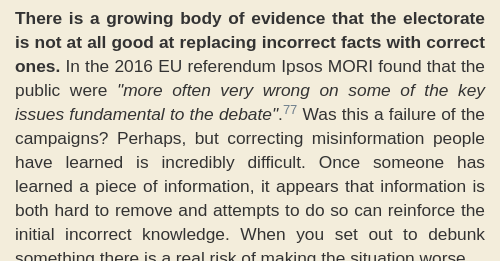 There is a growing body of evidence that the electorate
is not at all good at replacing incorrect facts with correct
ones. In the 2016 EU referendum Ipsos MORI found that the
public were "more often very wrong on some of the key
issues fundamental to the debate".77 Was this a failure of the
campaigns? Perhaps, but correcting misinformation people
have learned is incredibly difficult. Once someone has
learned a piece of information, it appears that information is
both hard to remove and attempts to do so can reinforce the
initial incorrect knowledge. When you set out to debunk
something there is a real risk of making the situation worse.